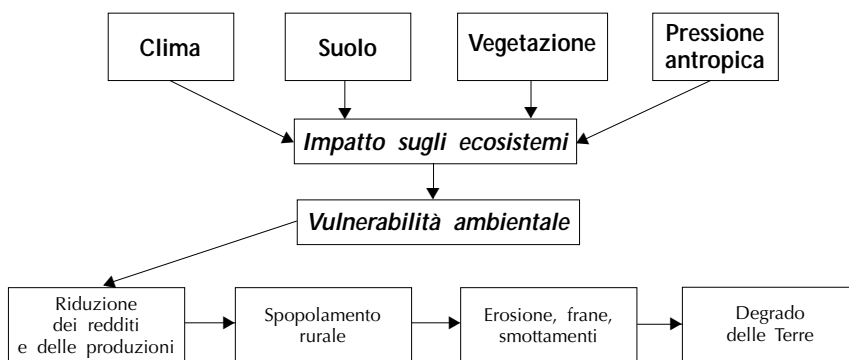 Clima
Suolo
Vegetazione
Pressione
antropica
Impatto sugli ecosistemi
Vulnerabilità ambientale
Riduzione
dei redditi
e delle produzioni
Spopolamento
rurale
Erosione, frane,
smottamenti
Degrado
delle Terre